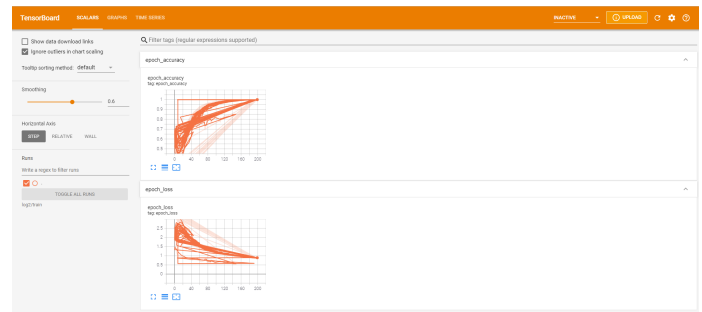 TensorBoard SCALARS GRAPHS TIME SERIES INACTIVE UPLOAD
Show data download links
Ignore outliers in chart scaling
Tooltip sorting method: default
Smoothing
0.6
Horizontal Axis
STEP RELATIVE WALL
Runs
Write a regex to filter runs
.
TOGGLE ALL RUNS
log2/train\
Filter tags (regular expressions supported)
epoch_accuracy
epoch_accuracy
tag: epoch_accuracy
1
0.9
0.8
0.7
0.6
0.5
0 40 80 120 160 200
epoch_loss
epoch_loss
tag: epoch_loss
2.5
2
1.5
1
0.5
0
0 40 80 120 160 200